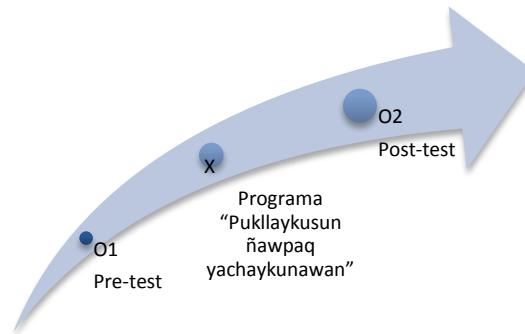 O1
Pre-test
X
Programa
“Pukllaykusun
ñawpaq
yachaykunawan”
O2
Post-test